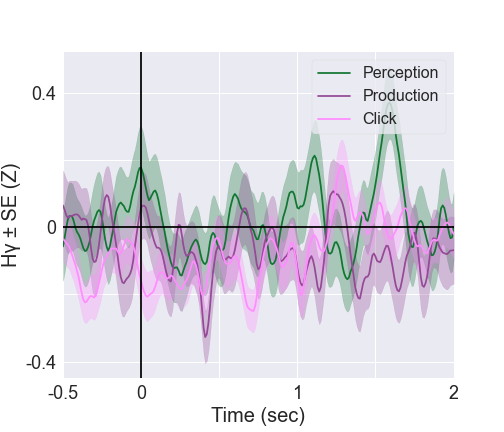 Perception
Production
Click
0.4
0
-0.4
Hγ ± SE (Z)
-0.5
0
1
2
Time (sec)